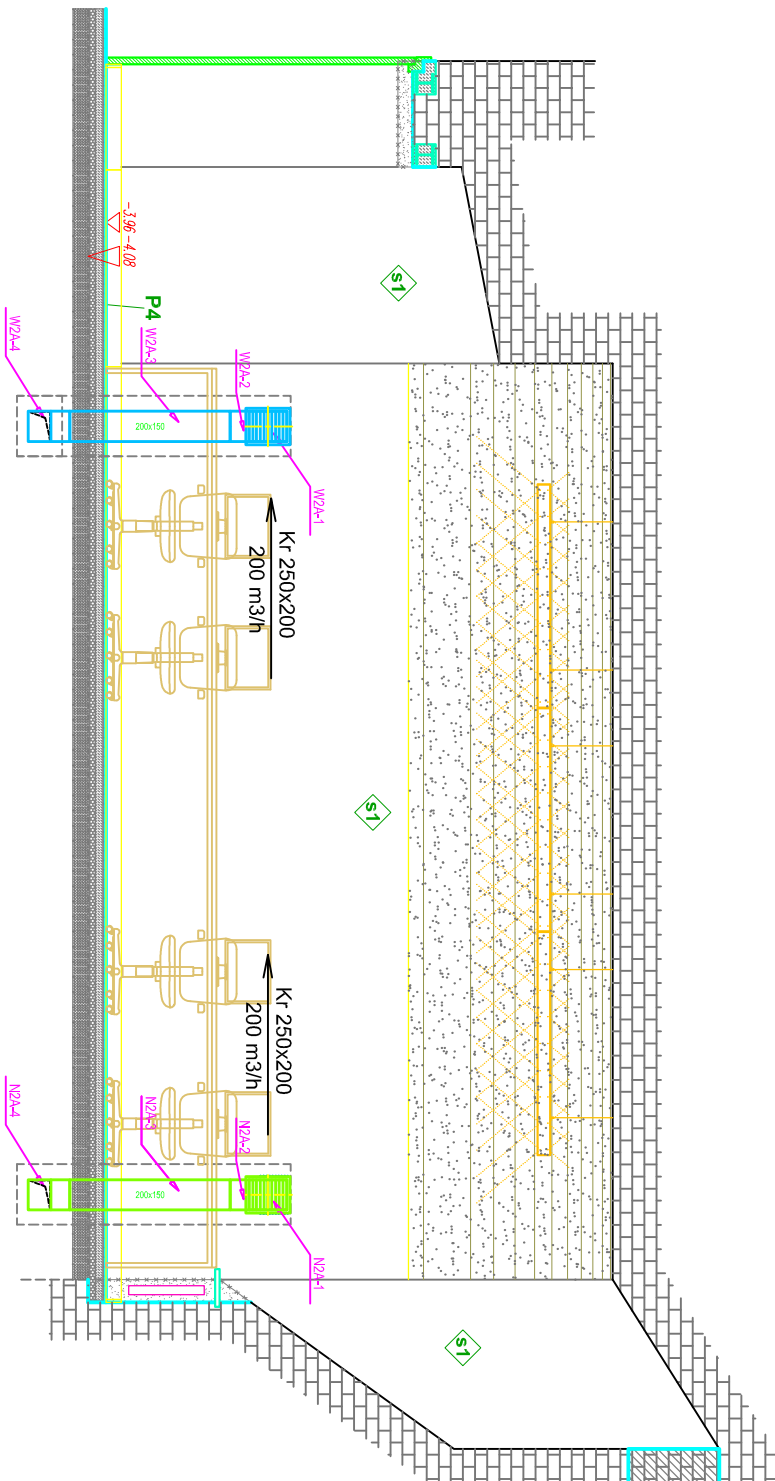 s1
-3.96
-4.08
P4
W2A-4
W2A-3
W2A-2
W2A-1
200x150
Kr 250x200
200 m3/h
s1
Kr 250x200
200 m3/h
N2A-4
N2A-3
N2A-2
N2A-1
200x150
s1